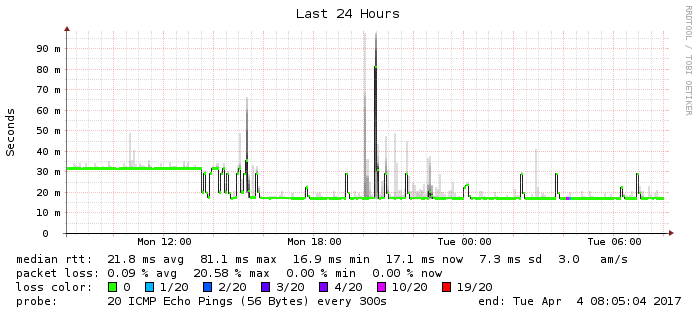 Last 24 Hours
RRDTOOL / TOBI OETIKER
Seconds
90 m
80 m
70 m
60 m
50 m
40 m
30 m
20 m
10 m
0
Mon 12:00 Mon 18:00 Tue 00:00 Tue 06:00
median rtt: 21.8 ms avg 81.1 ms max 16.9 ms min 17.1 ms now 7.3 ms sd 3.0 am/s
packet loss: 0.09 % avg 20.58 % max 0.00 % min 0.00 % now
loss color: 0 1/20 2/20 3/20 4/20 10/20 19/20
probe: 20 ICMP Echo Pings (56 Bytes) every 300s end: Tue Apr 4 08:05:04 2017